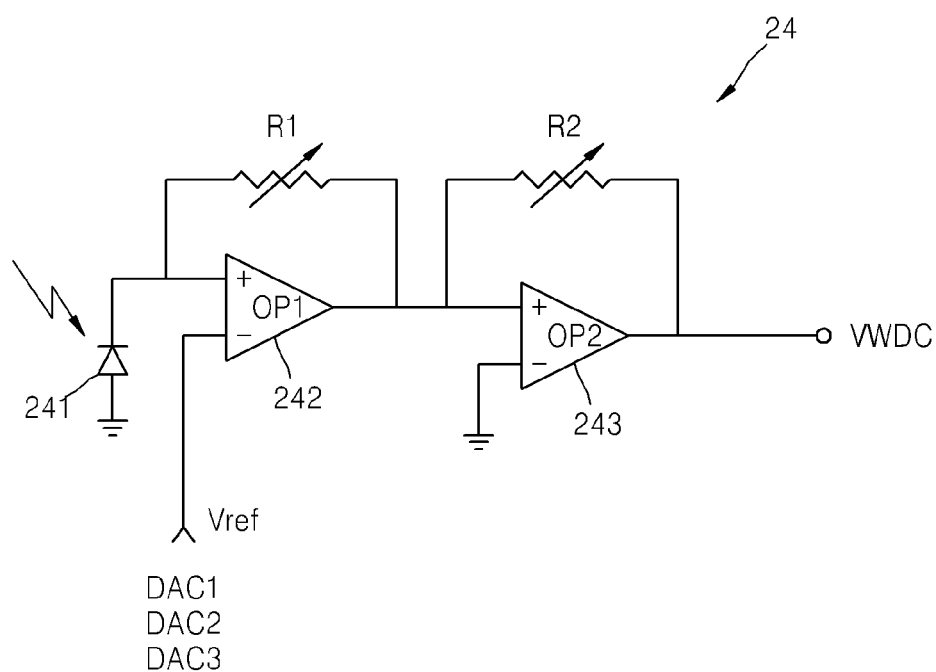 24
R1
R2
+
OP1
−
+
OP2
−
VWDC
241
242
243
Vref
DAC1
DAC2
DAC3